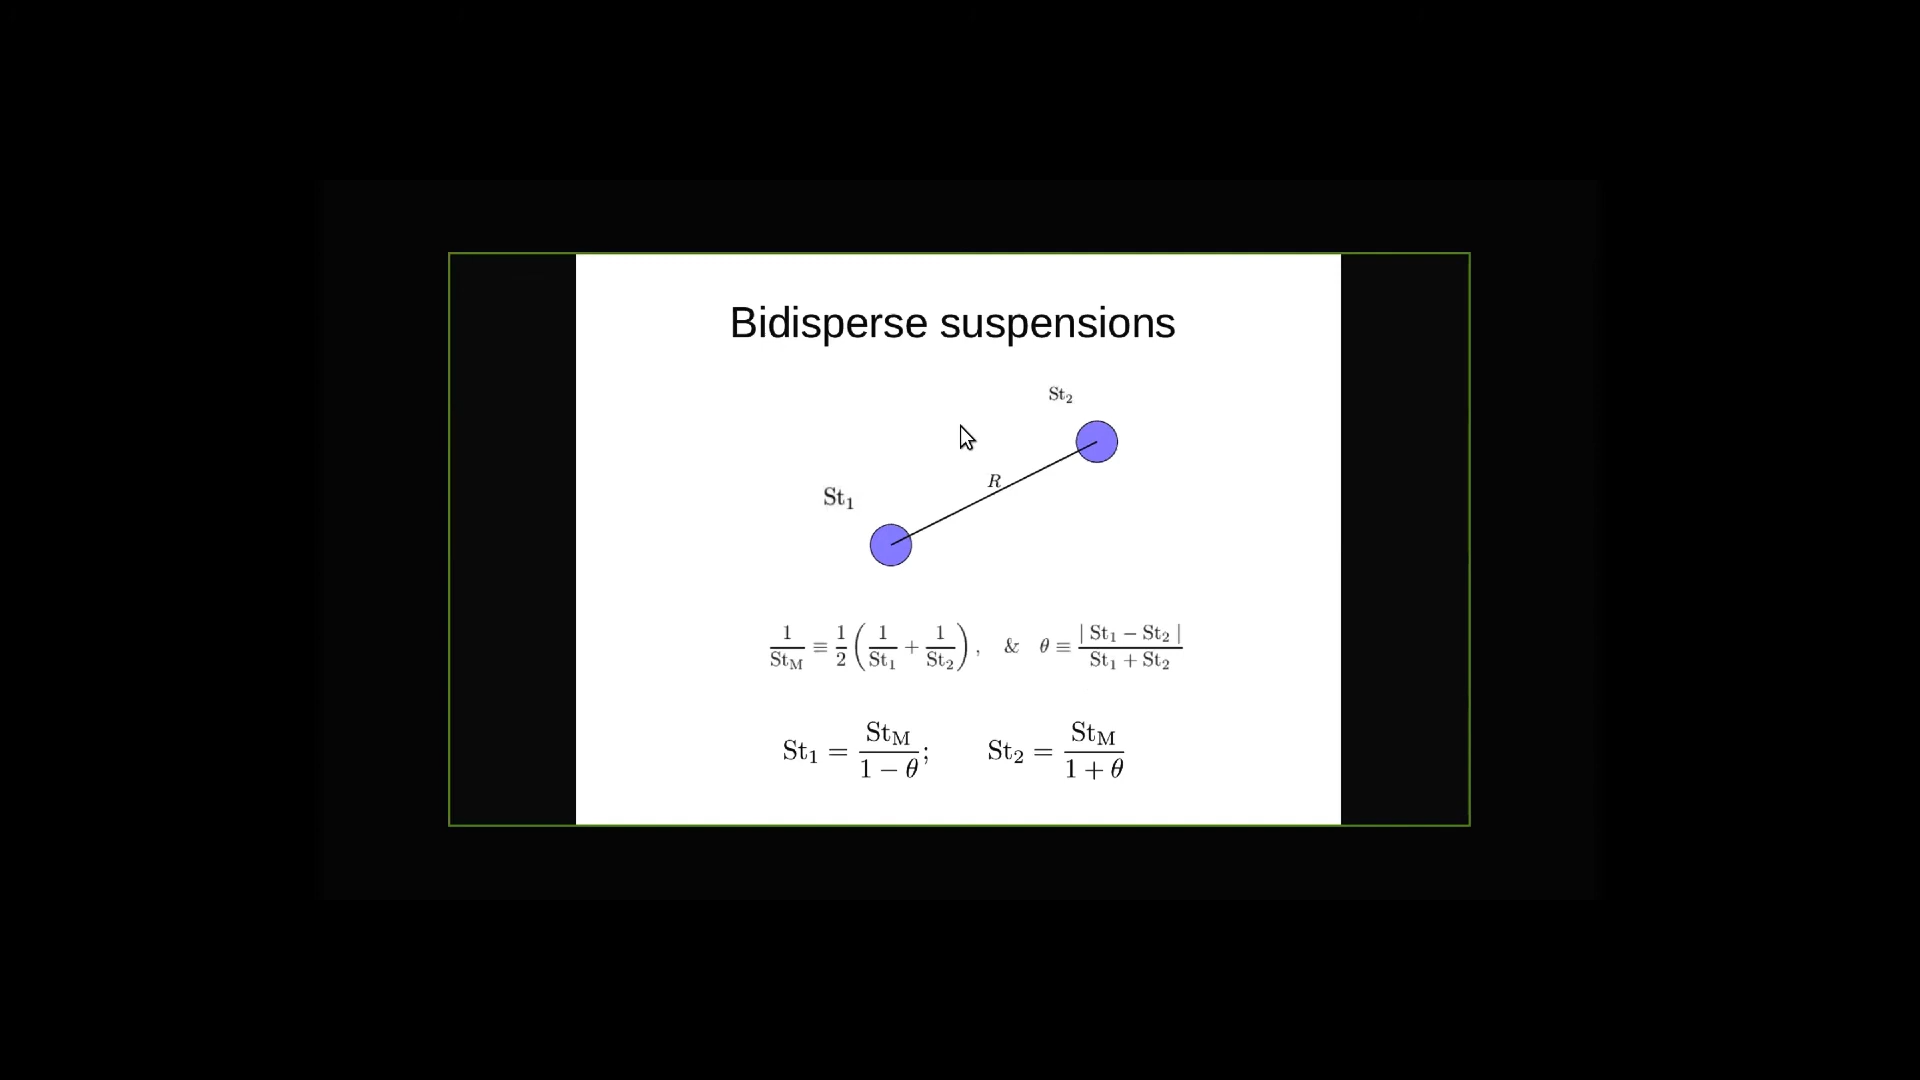 Bidisperse suspensions
St₂
R
St₁
1/St_M ≡ 1/2 (1/St₁ + 1/St₂), & θ ≡ | St₁ − St₂ | / St₁ + St₂
St₁ = St_M / 1 − θ; St₂ = St_M / 1 + θ